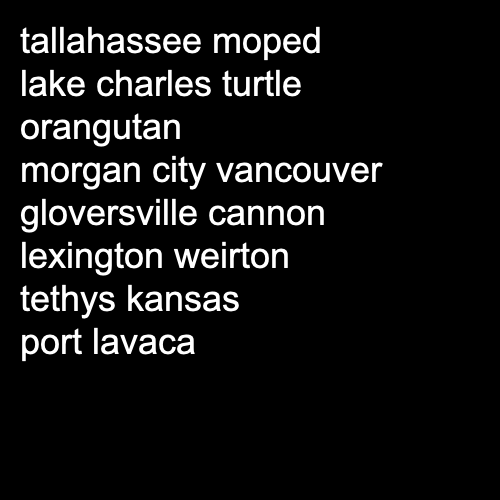 tallahassee moped
lake charles turtle
orangutan
morgan city vancouver
gloversville cannon
lexington weirton
tethys kansas
port lavaca